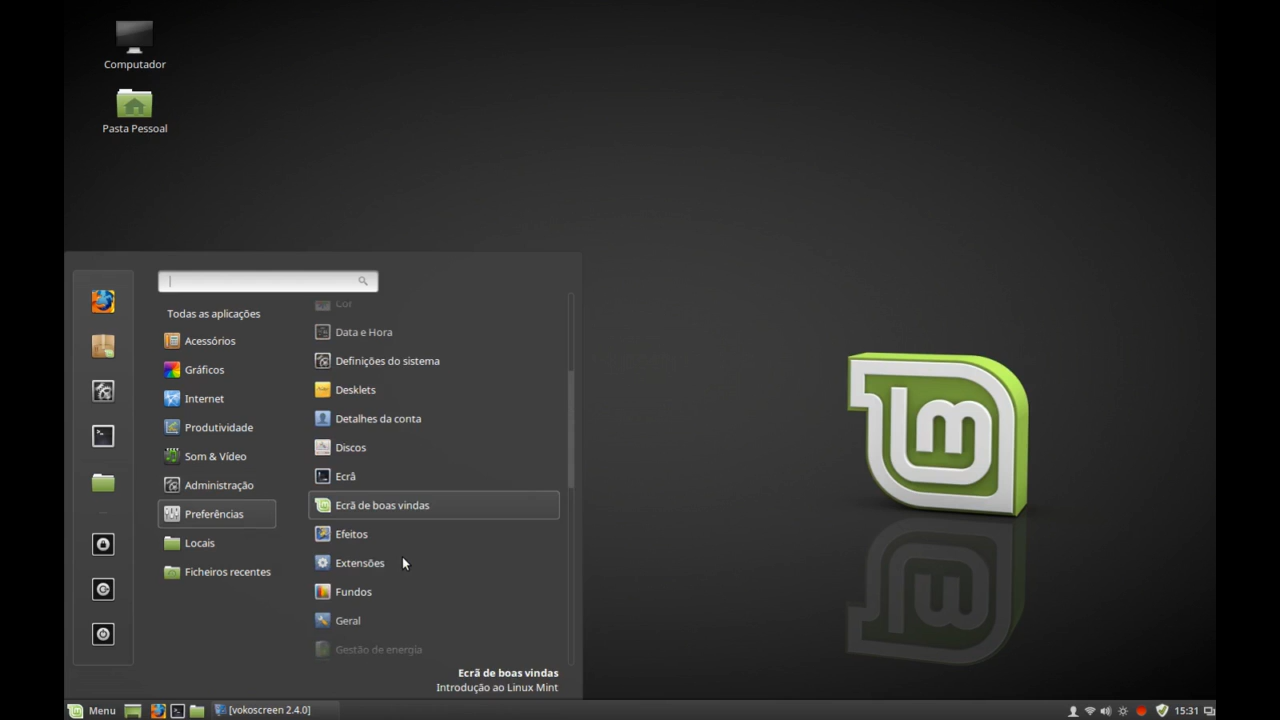 Computador
Pasta Pessoal
Todas as aplicações
Acessórios
Gráficos
Internet
Produtividade
Som & Vídeo
Administração
Preferências
Locais
Ficheiros recentes
Cor
Data e Hora
Definições do sistema
Desklets
Detalhes da conta
Discos
Ecrã
Ecrã de boas vindas
Efeitos
Extensões
Fundos
Geral
Gestão de energia
Ecrã de boas vindas
Introdução ao Linux Mint
Menu
[vokoscreen 2.4.0]
15:31